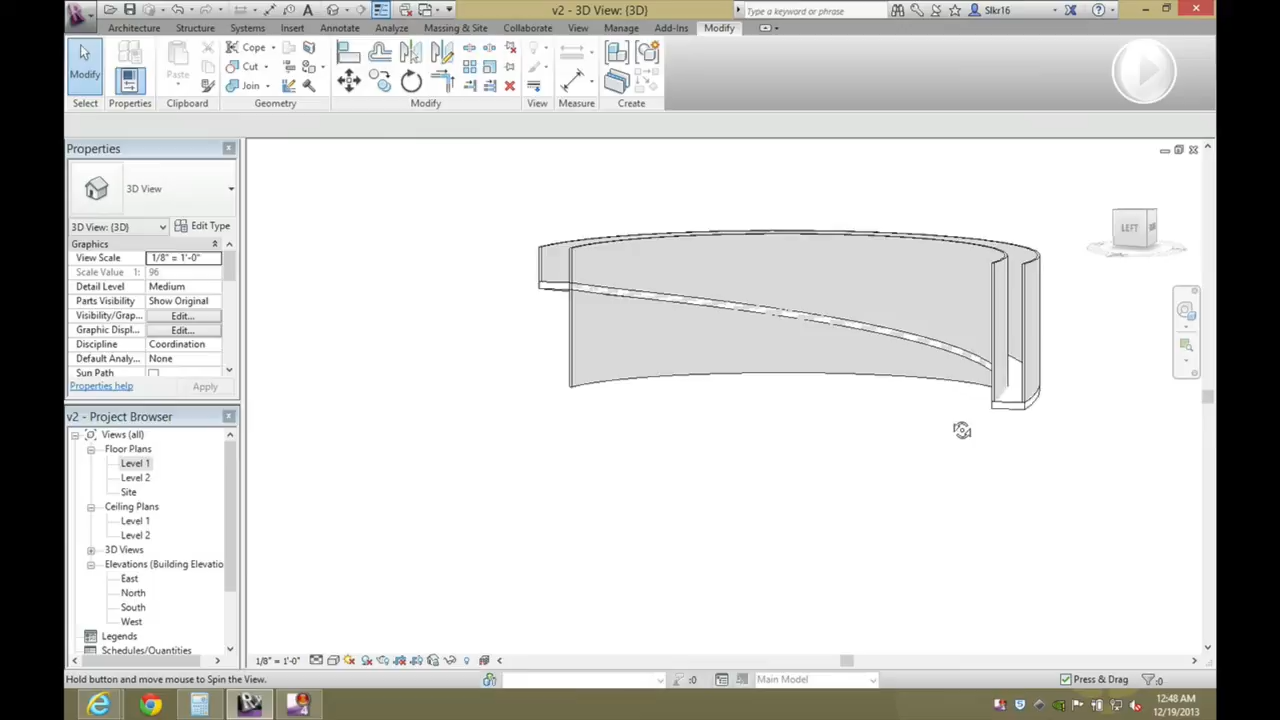 v2 - 3D View: {3D}
Type a keyword or phrase
Slkr16
Architecture Structure Systems Insert Annotate Analyze Massing & Site Collaborate View Manage Add-Ins Modify
Modify
Paste
Cope
Cut
Join
Select Properties Clipboard Geometry Modify View Measure Create
Properties
3D View
3D View: {3D} Edit Type
Graphics
View Scale 1/8" = 1'-0"
Scale Value 1: 96
Detail Level Medium
Parts Visibility Show Original
Visibility/Grap... Edit...
Graphic Displ... Edit...
Discipline Coordination
Default Analy... None
Sun Path
Properties help Apply
v2 - Project Browser
Views (all)
Floor Plans
Level 1
Level 2
Site
Ceiling Plans
Level 1
Level 2
3D Views
Elevations (Building Elevatio
East
North
South
West
Legends
Schedules/Quantities
LEFT
1/8" = 1'-0"
Hold button and move mouse to Spin the View.
:0
Main Model
Press & Drag
:0
12:48 AM
12/19/2013